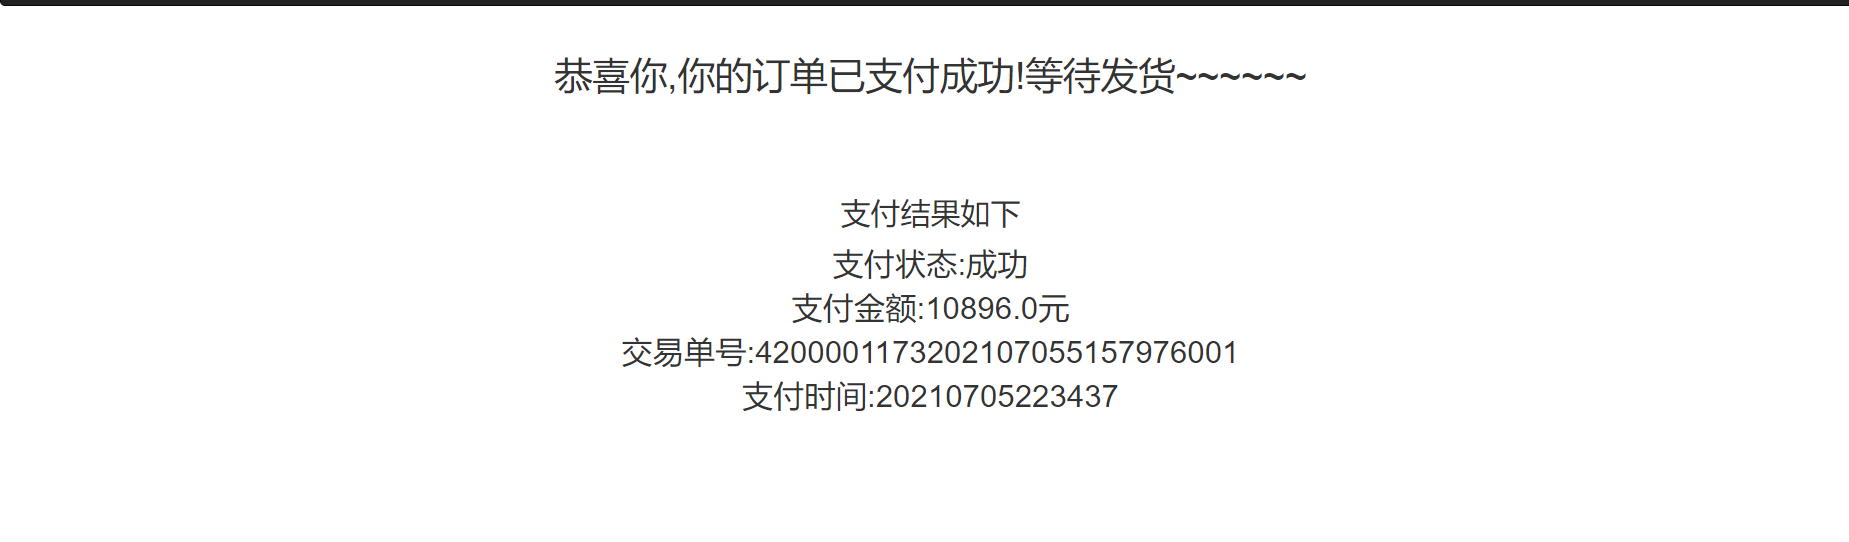 恭喜你,你的订单已支付成功!等待发货~~~~~~
支付结果如下
支付状态:成功
支付金额:10896.0元
交易单号:4200001173202107055157976001
支付时间:20210705223437